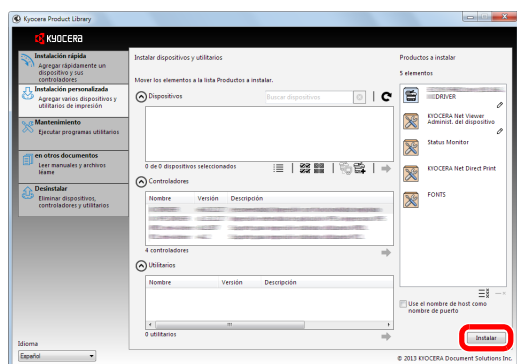 Kyocera Product Library
KYOCERA
Instalación rápida
Agregar rápidamente un
dispositivo y sus
controladores
Instalación personalizada
Agregar varios dispositivos y
utilitarios de impresión
Mantenimiento
Ejecutar programas utilitarios
en otros documentos
Leer manuales y archivos
léame
Desinstalar
Eliminar dispositivos,
controladores y utilitarios
Idioma
Español
Instalar dispositivos y utilitarios
Mover los elementos a la lista Productos a instalar.
Dispositivos
Buscar dispositivos
0 de 0 dispositivos seleccionados
Controladores
Nombre Versión Descripción
4 controladores
Utilitarios
Nombre Versión Descripción
0 utilitarios
Productos a instalar
5 elementos
DRIVER
KYOCERA Net Viewer
Administ. del dispositivo
Status Monitor
KYOCERA Net Direct Print
FONTS
Use el nombre de host como
nombre de puerto
Instalar
© 2013 KYOCERA Document Solutions Inc.